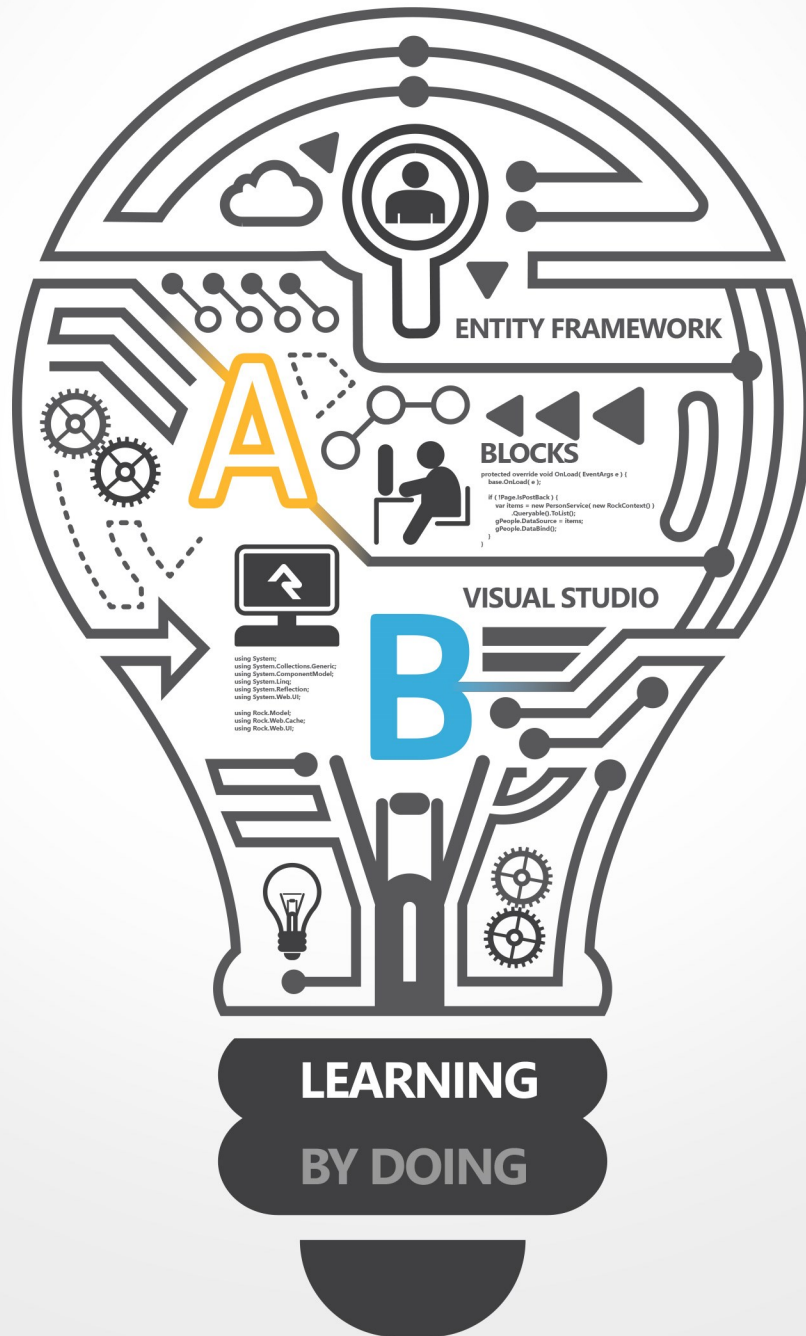 ENTITY FRAMEWORK
A
BLOCKS
protected override void OnLoad( EventArgs e ) {
base.OnLoad( e );
if ( !Page.IsPostBack ) {
var items = new PersonService( new RockContext() )
.Queryable().ToList();
gPeople.DataSource = items;
gPeople.DataBind();
}
}
VISUAL STUDIO
B
using System;
using System.Collections.Generic;
using System.ComponentModel;
using System.Linq;
using System.Reflection;
using System.Web.UI;
using Rock.Model;
using Rock.Web.Cache;
using Rock.Web.UI;
LEARNING
BY DOING